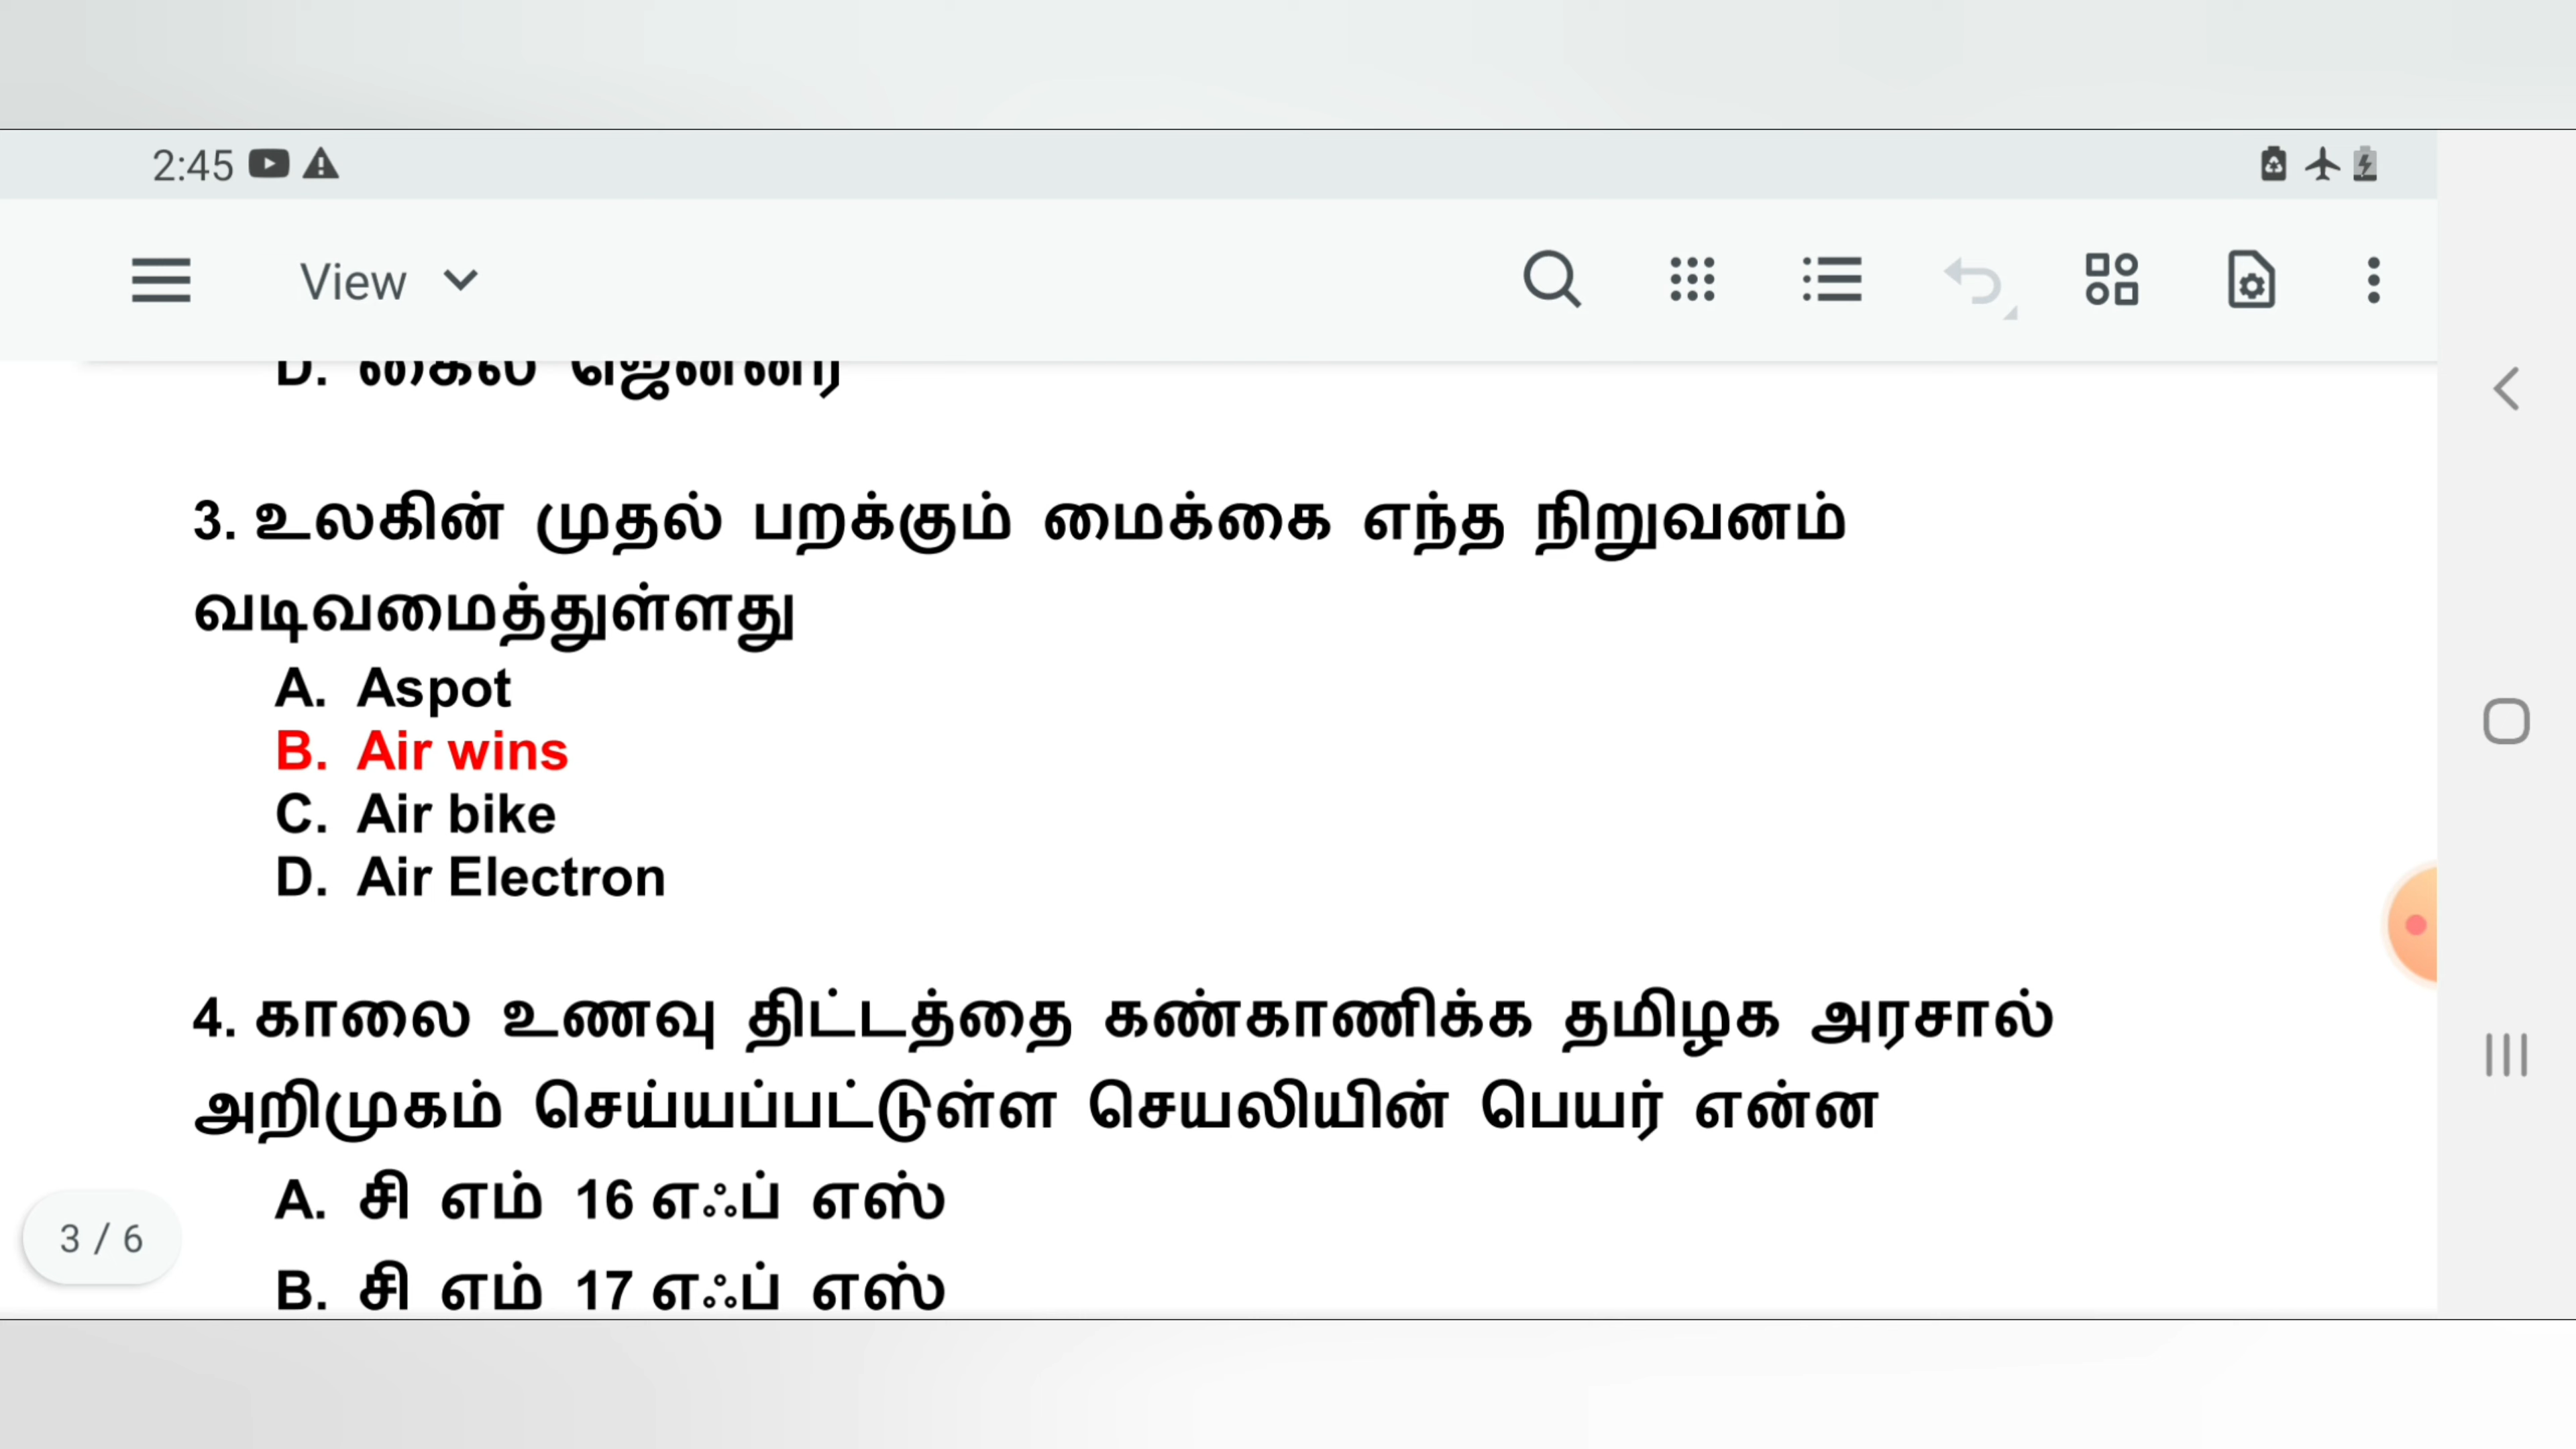 2:45
View
D. கைல் ஜென்னர்
3. உலகின் முதல் பறக்கும் மைக்கை எந்த நிறுவனம்
வடிவமைத்துள்ளது
A. Aspot
B. Air wins
C. Air bike
D. Air Electron
4. காலை உணவு திட்டத்தை கண்காணிக்க தமிழக அரசால்
அறிமுகம் செய்யப்பட்டுள்ள செயலியின் பெயர் என்ன
A. சி எம் 16 எஃப் எஸ்
3 / 6
B. சி எம் 17 எஃப் எஸ்